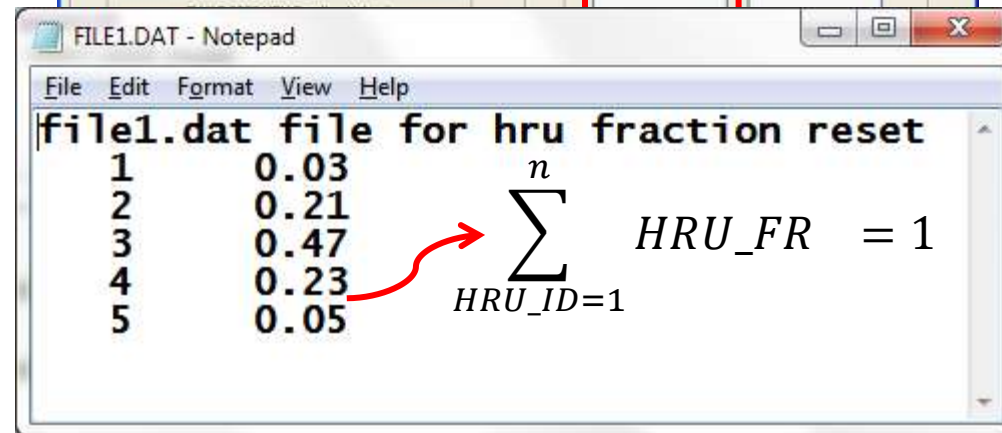 FILE1.DAT - Notepad
File Edit Format View Help
file1.dat file for hru fraction reset
1 0.03
2 0.21
3 0.47
4 0.23
5 0.05
n
∑ HRU_FR = 1
HRU_ID=1